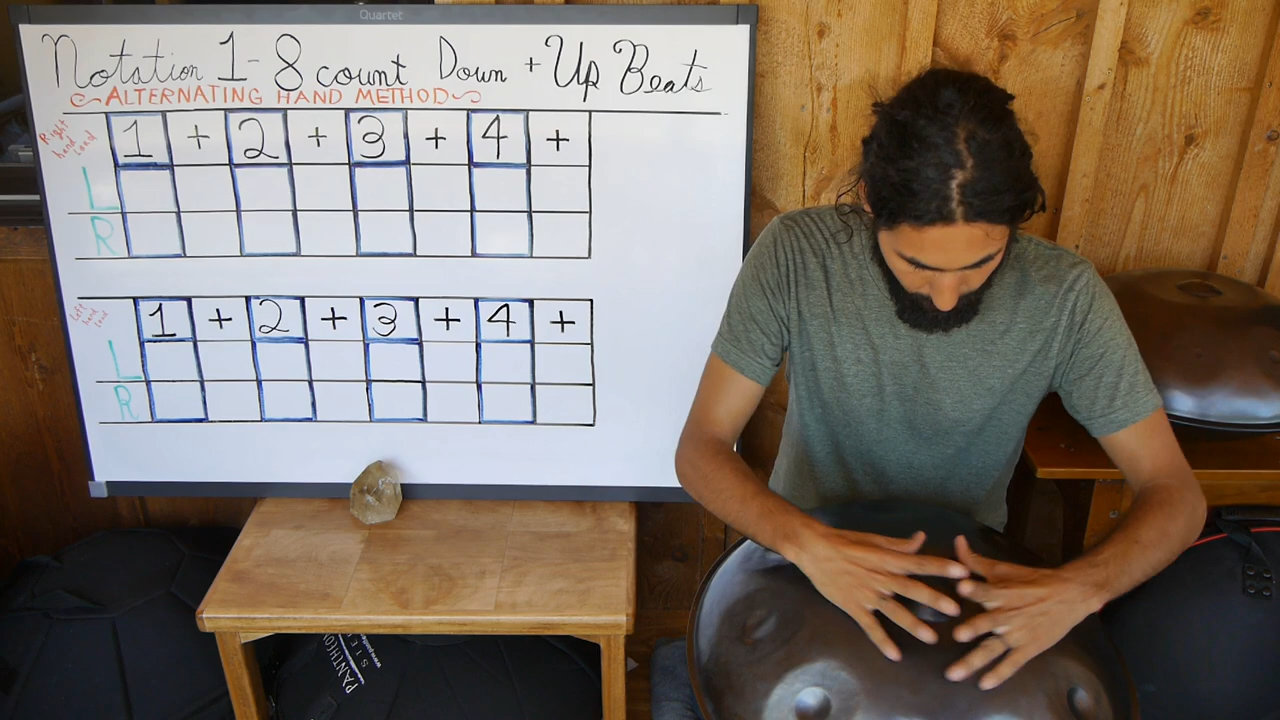 Quartet
Notation 1-8 count Down + Up Beats
ALTERNATING HAND METHOD
Right
hand
Lead
1 + 2 + 3 + 4 +
L
R
Left
hand
Lead
1 + 2 + 3 + 4 +
L
R
PANTHEON